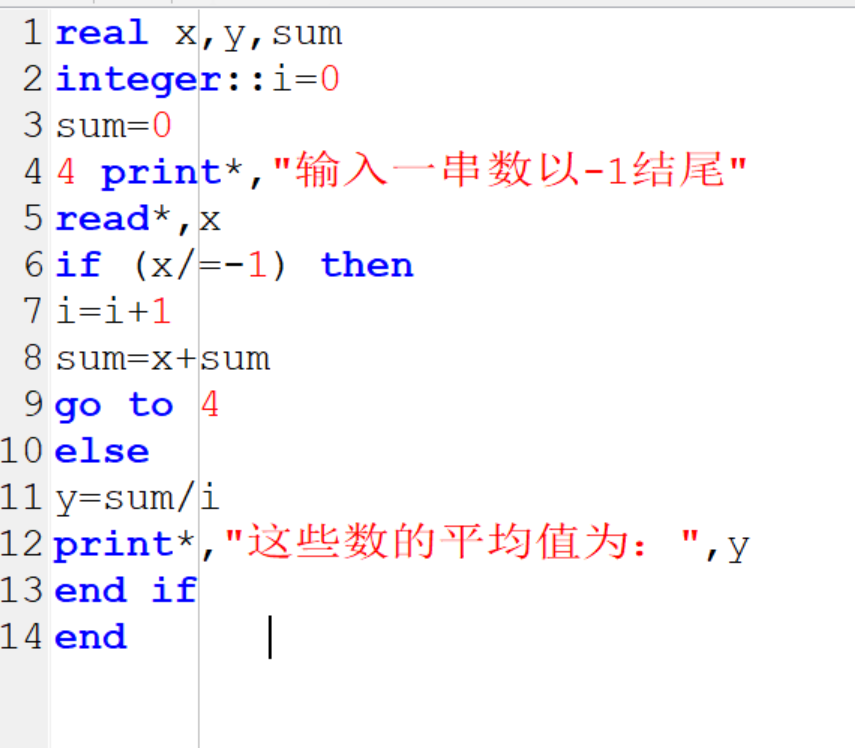 1 real x,y,sum
2 integer::i=0
3 sum=0
4 4 print*,"输入一串数以-1结尾"
5 read*,x
6 if (x/=-1) then
7 i=i+1
8 sum=x+sum
9 go to 4
10 else
11 y=sum/i
12 print*,"这些数的平均值为：",y
13 end if
14 end